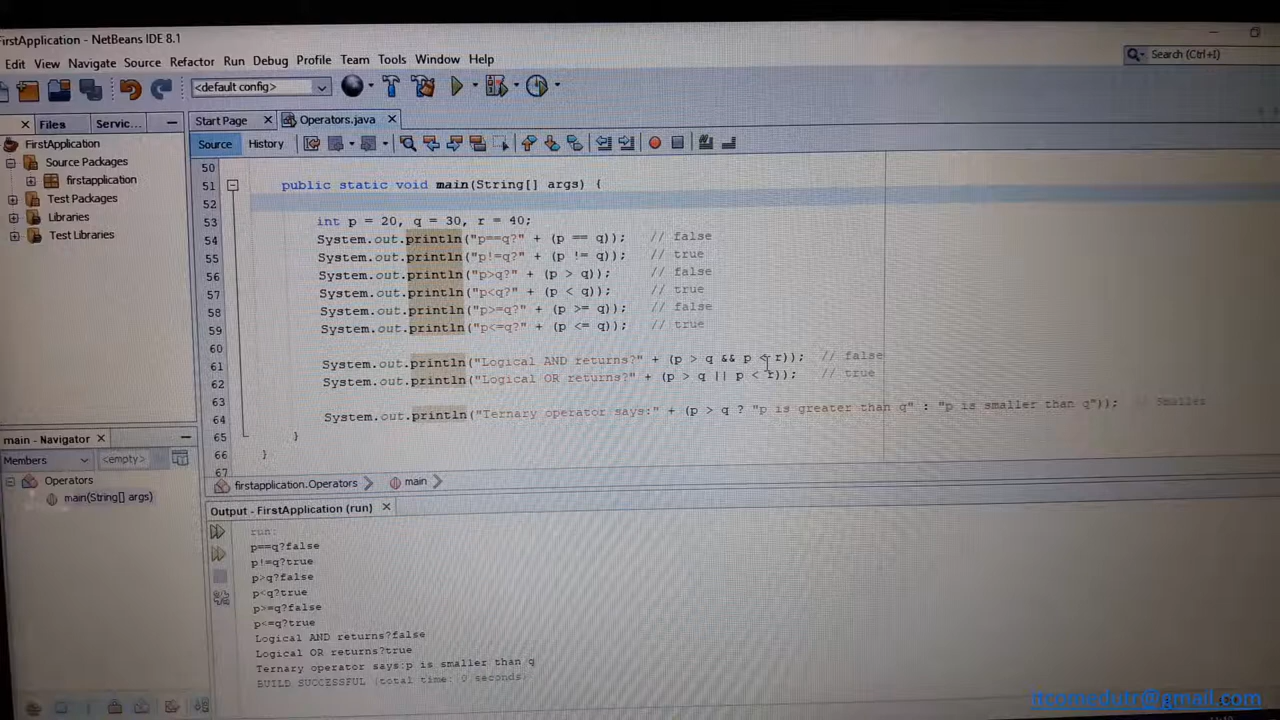 FirstApplication - NetBeans IDE 8.1
Edit View Navigate Source Refactor Run Debug Profile Team Tools Window Help
Search (Ctrl+I)
<default config>
Files Servic...
Start Page Operators.java
FirstApplication
Source Packages
firstapplication
Test Packages
Libraries
Test Libraries
Source History
50
51 public static void main(String[] args) {
52
53 int p = 20, q = 30, r = 40;
54 System.out.println("p==q?" + (p == q)); // false
55 System.out.println("p!=q?" + (p != q)); // true
56 System.out.println("p>q?" + (p > q)); // false
57 System.out.println("p<q?" + (p < q)); // true
58 System.out.println("p>=q?" + (p >= q)); // false
59 System.out.println("p<=q?" + (p <= q)); // true
60
61 System.out.println("Logical AND returns?" + (p > q && p < r)); // false
62 System.out.println("Logical OR returns?" + (p > q || p < r)); // true
63
64 System.out.println("Ternary operator says:" + (p > q ? "p is greater than q" : "p is smaller than q")); // Smaller
65 }
66 }
67
firstapplication.Operators main
main - Navigator
Members <empty>
Operators
main(String[] args)
Output - FirstApplication (run)
run:
p==q?false
p!=q?true
p>q?false
p<q?true
p>=q?false
p<=q?true
Logical AND returns?false
Logical OR returns?true
Ternary operator says:p is smaller than q
BUILD SUCCESSFUL (total time: 0 seconds)